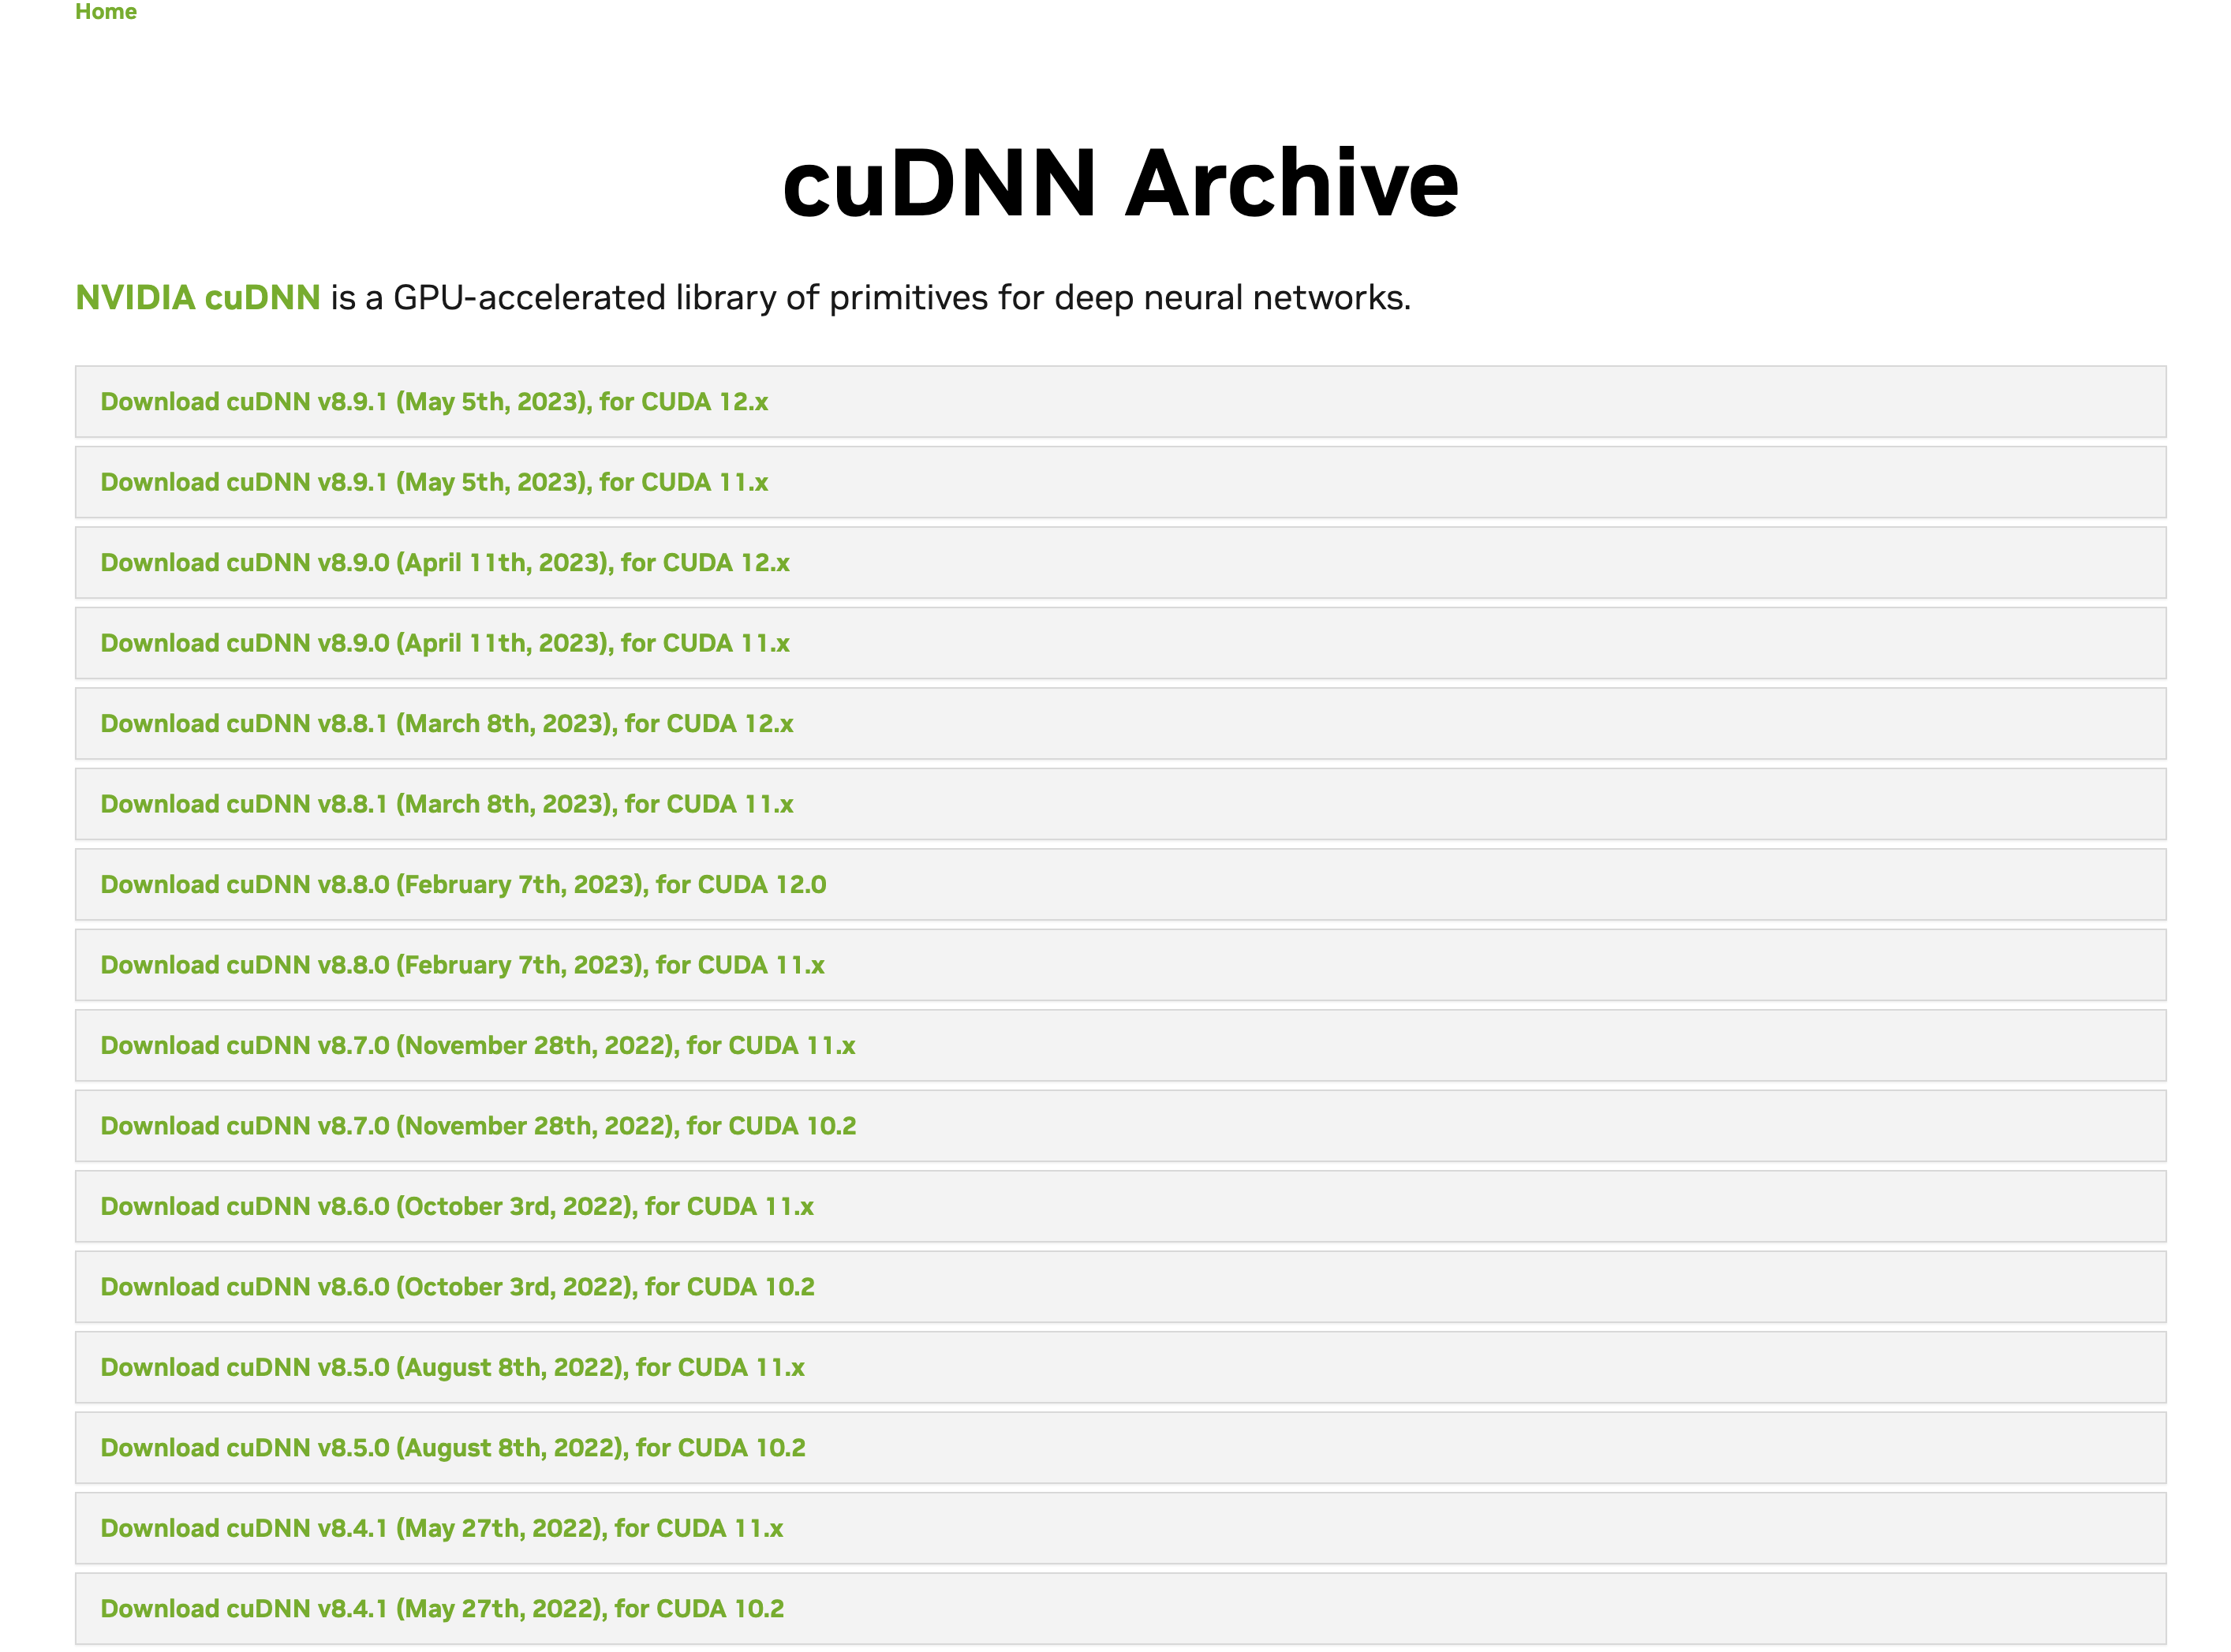 Home
cuDNN Archive
NVIDIA cuDNN is a GPU-accelerated library of primitives for deep neural networks.
Download cuDNN v8.9.1 (May 5th, 2023), for CUDA 12.x
Download cuDNN v8.9.1 (May 5th, 2023), for CUDA 11.x
Download cuDNN v8.9.0 (April 11th, 2023), for CUDA 12.x
Download cuDNN v8.9.0 (April 11th, 2023), for CUDA 11.x
Download cuDNN v8.8.1 (March 8th, 2023), for CUDA 12.x
Download cuDNN v8.8.1 (March 8th, 2023), for CUDA 11.x
Download cuDNN v8.8.0 (February 7th, 2023), for CUDA 12.0
Download cuDNN v8.8.0 (February 7th, 2023), for CUDA 11.x
Download cuDNN v8.7.0 (November 28th, 2022), for CUDA 11.x
Download cuDNN v8.7.0 (November 28th, 2022), for CUDA 10.2
Download cuDNN v8.6.0 (October 3rd, 2022), for CUDA 11.x
Download cuDNN v8.6.0 (October 3rd, 2022), for CUDA 10.2
Download cuDNN v8.5.0 (August 8th, 2022), for CUDA 11.x
Download cuDNN v8.5.0 (August 8th, 2022), for CUDA 10.2
Download cuDNN v8.4.1 (May 27th, 2022), for CUDA 11.x
Download cuDNN v8.4.1 (May 27th, 2022), for CUDA 10.2